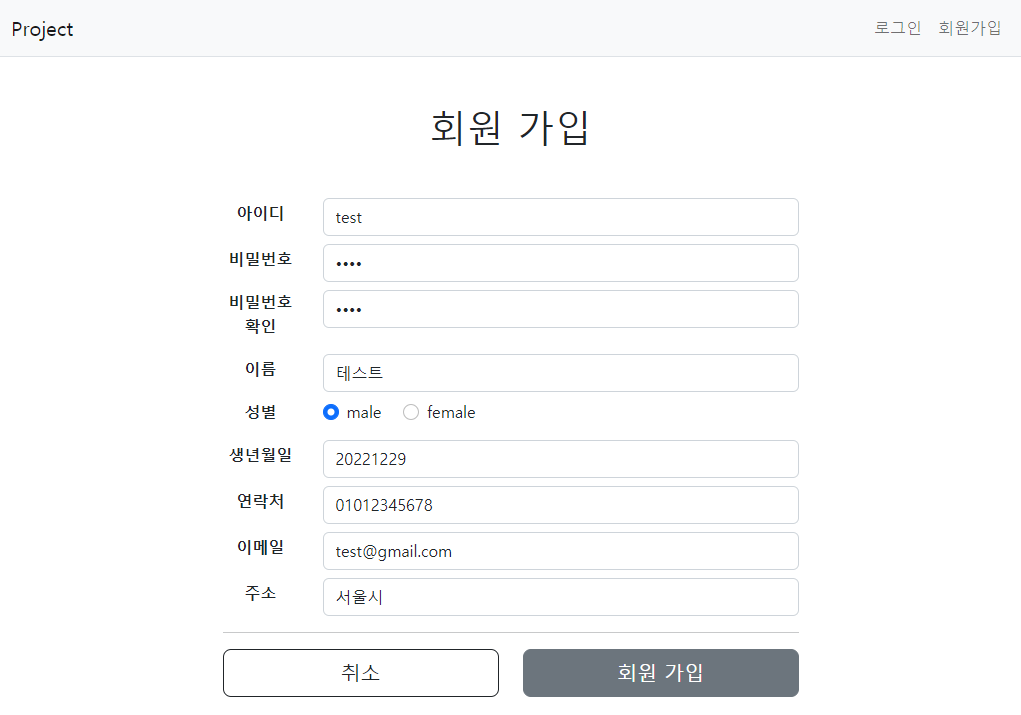 Project 로그인 회원가입
회원 가입
아이디 test
비밀번호 ••••
비밀번호
확인 ••••
이름 테스트
성별 male female
생년월일 20221229
연락처 01012345678
이메일 test@gmail.com
주소 서울시
취소 회원 가입